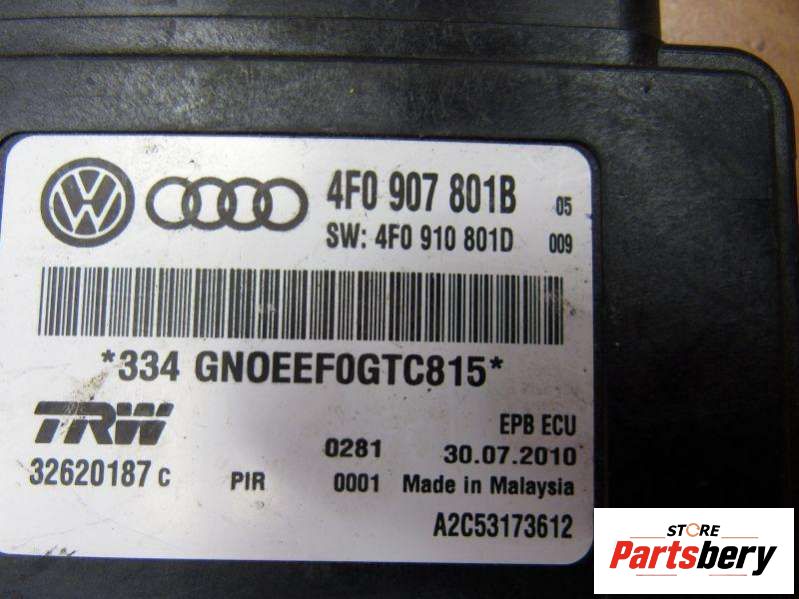 4F0 907 801B 05
SW: 4F0 910 801D 009
*334 GNOEEF0GTC815*
TRW EPB ECU
0281 30.07.2010
32620187 C PIR 0001 Made in Malaysia
A2C53173612
STORE
Partsbery